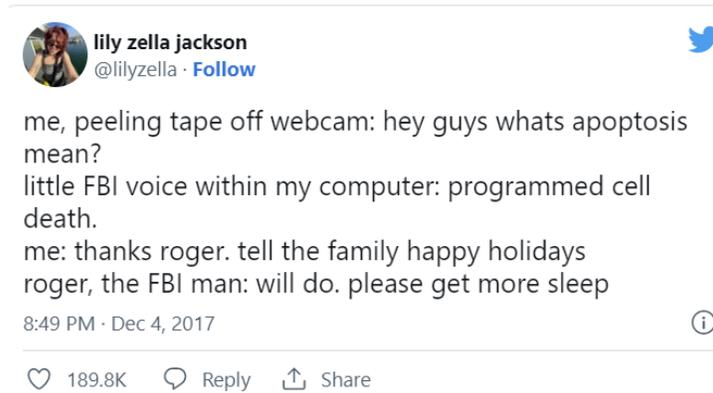 lily zella jackson
@lilyzella · Follow
me, peeling tape off webcam: hey guys whats apoptosis
mean?
little FBI voice within my computer: programmed cell
death.
me: thanks roger. tell the family happy holidays
roger, the FBI man: will do. please get more sleep
8:49 PM · Dec 4, 2017
189.8K Reply Share